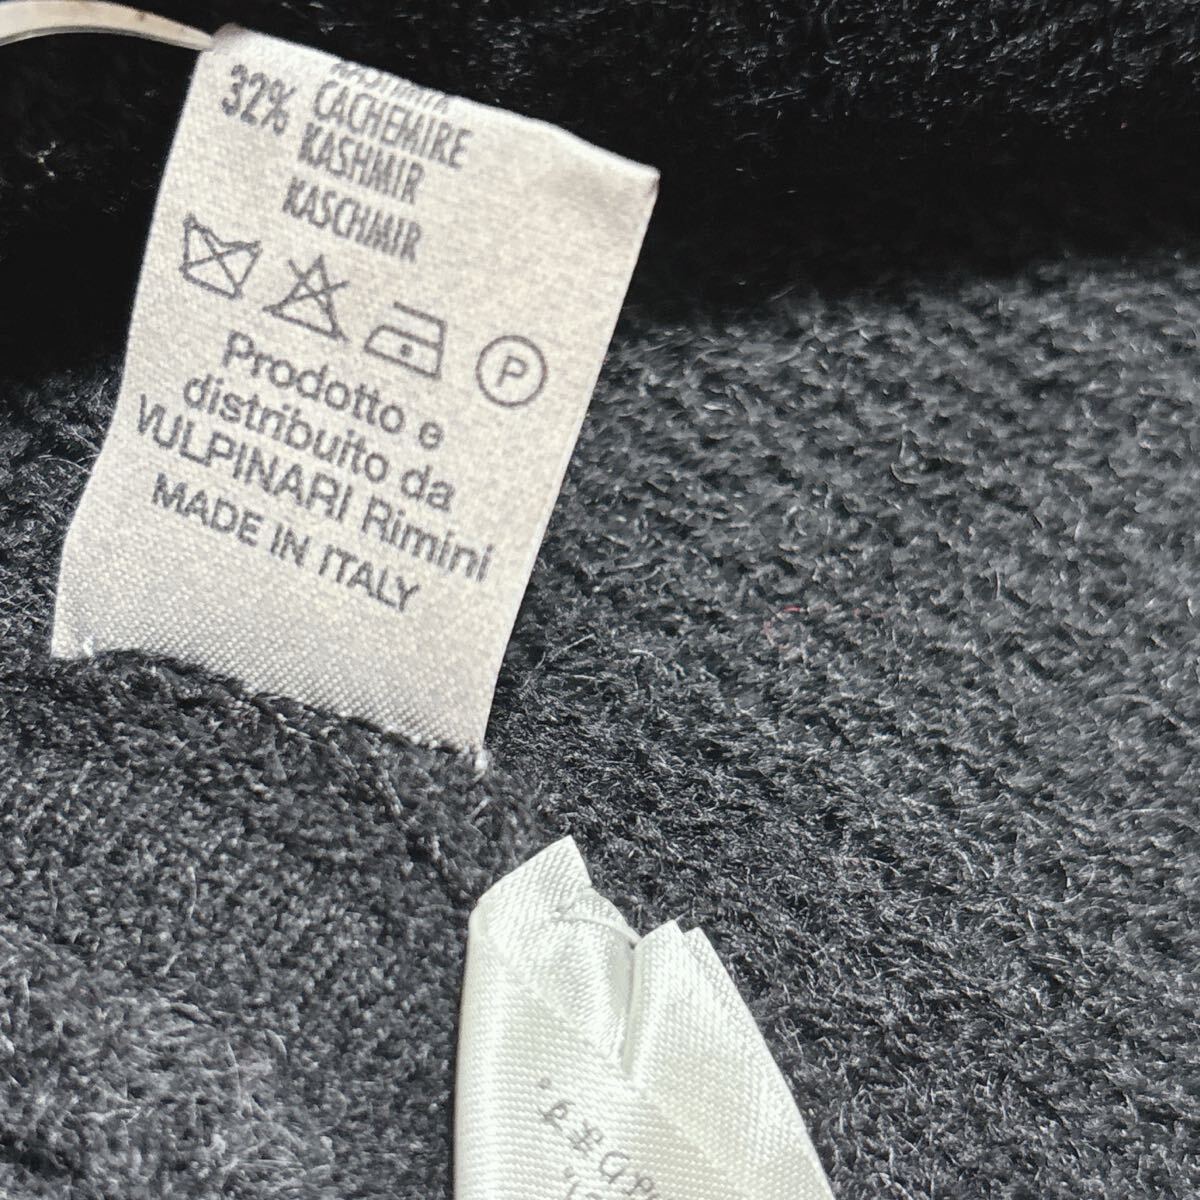 32% CACHEMIRE
KASHMIR
KASCHMIR
P
Prodotto e
distribuito da
VULPINARI Rimini
MADE IN ITALY